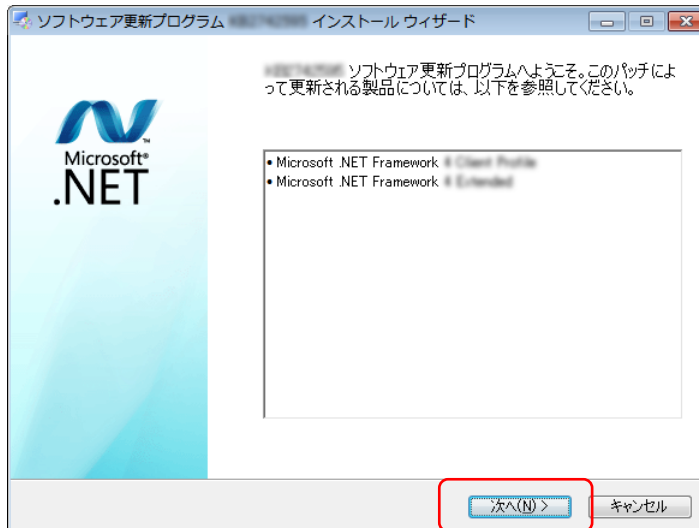 ソフトウェア更新プログラム インストール ウィザード
ソフトウェア更新プログラムへようこそ。このパッチによ
って更新される製品については、以下を参照してください。
Microsoft®
.NET
• Microsoft .NET Framework
• Microsoft .NET Framework
次へ(N) >
キャンセル